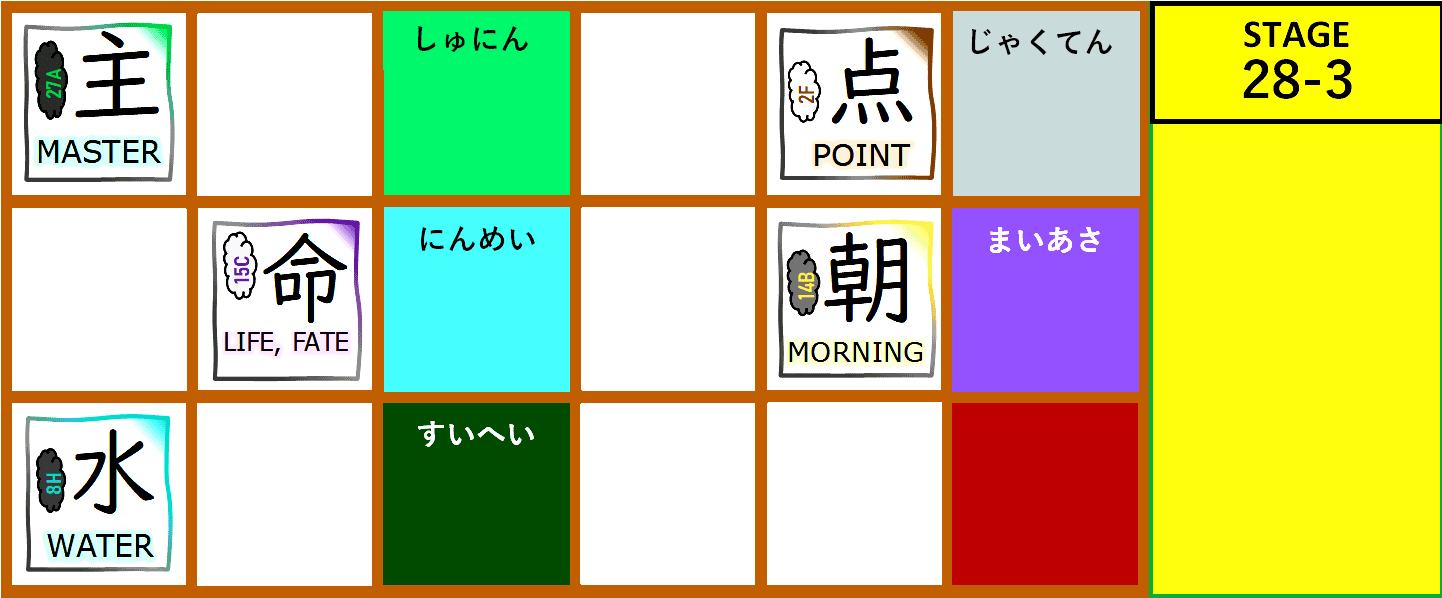 27A
主
MASTER
しゅにん
2F
点
POINT
じゃくてん
STAGE
28-3
15C
命
LIFE, FATE
にんめい
14B
朝
MORNING
まいあさ
8H
水
WATER
すいへい